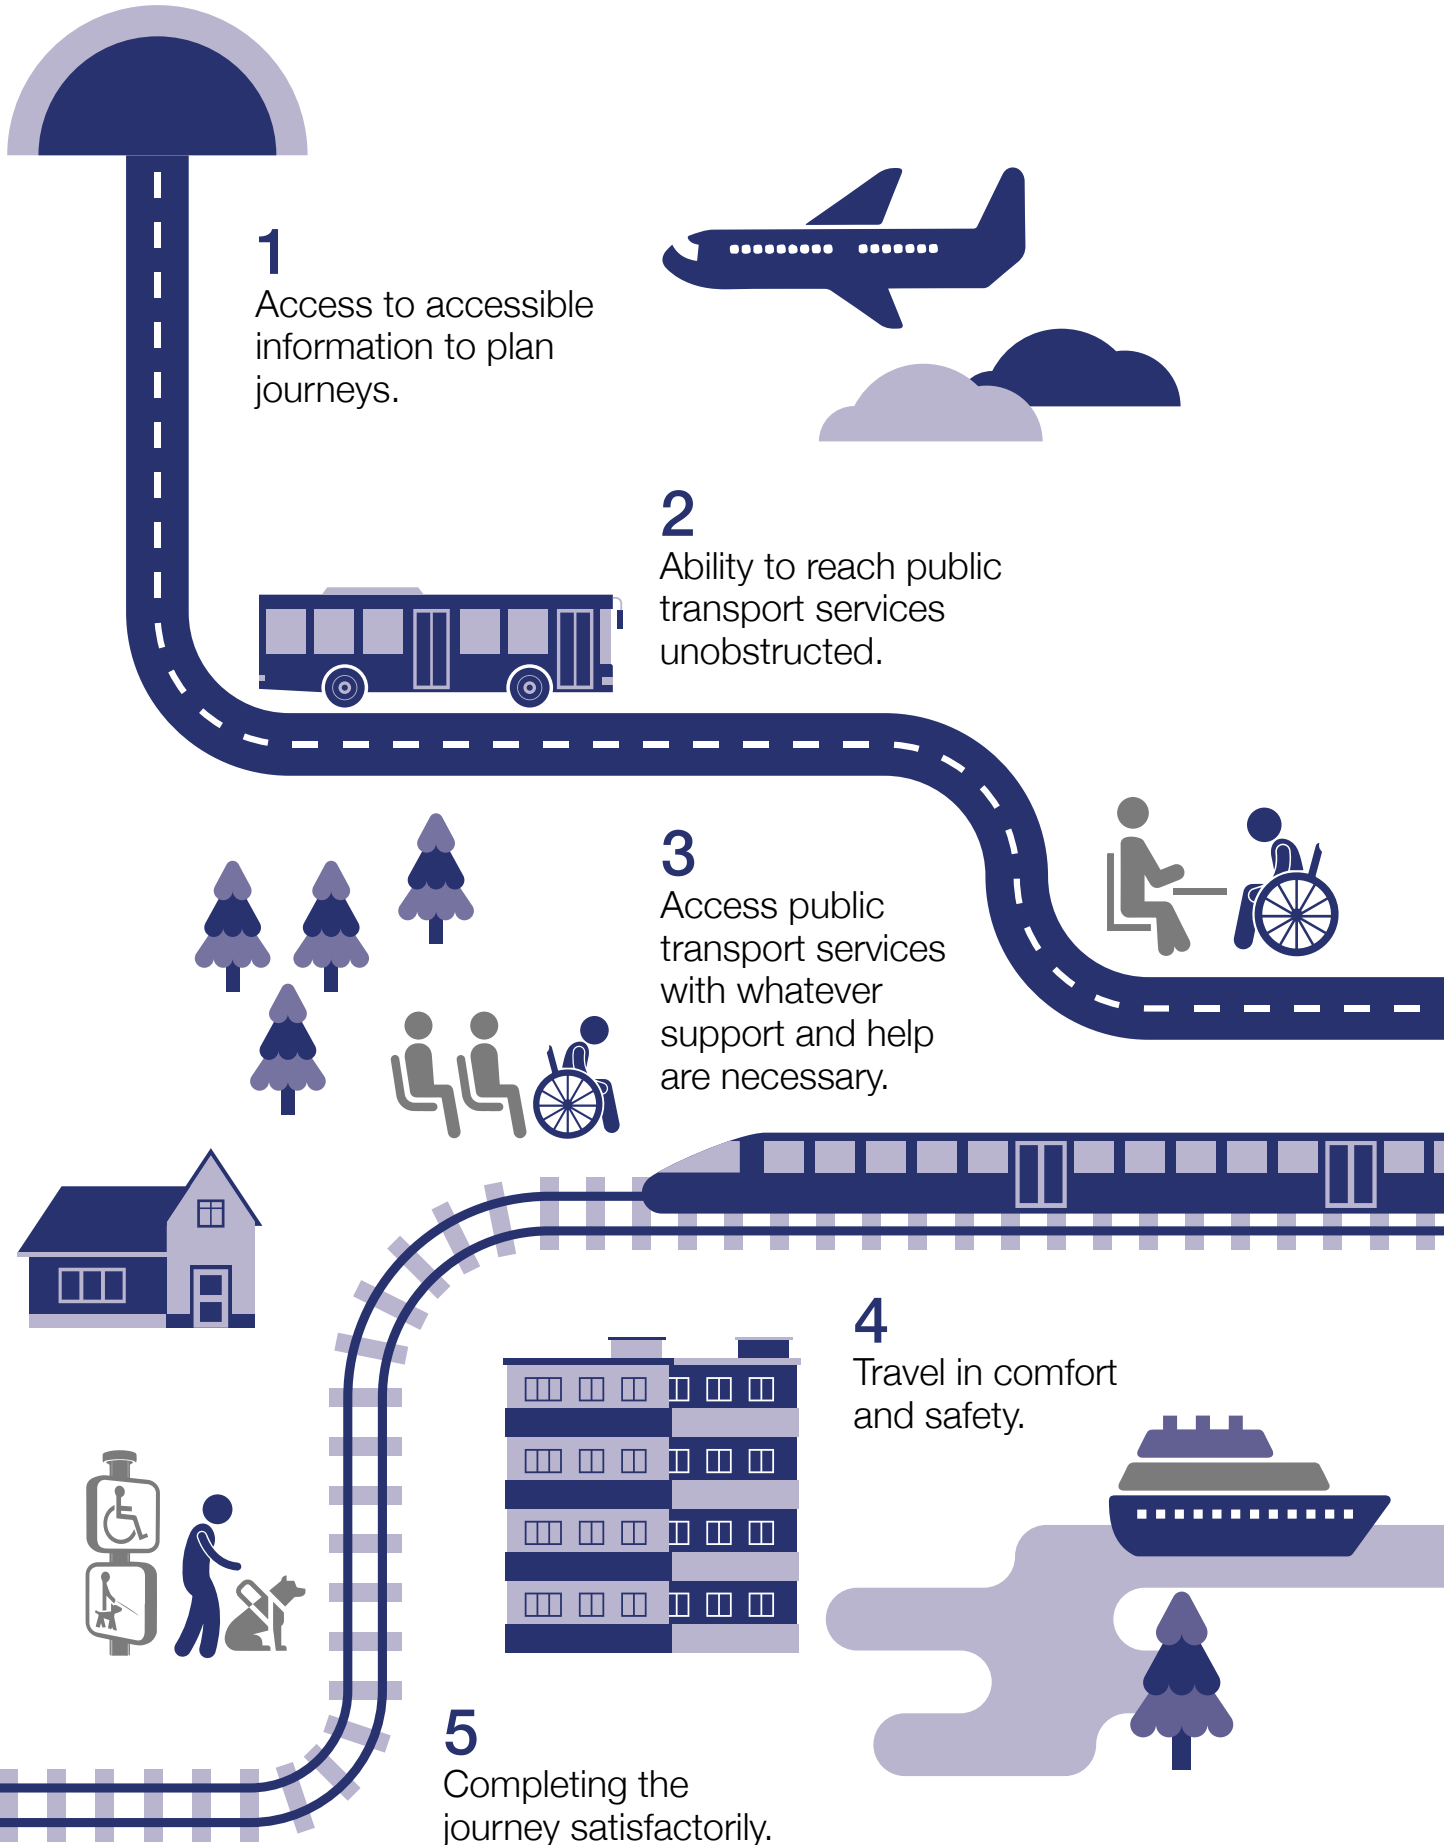 1
Access to accessible
information to plan
journeys.
2
Ability to reach public
transport services
unobstructed.
3
Access public
transport services
with whatever
support and help
are necessary.
4
Travel in comfort
and safety.
5
Completing the
journey satisfactorily.